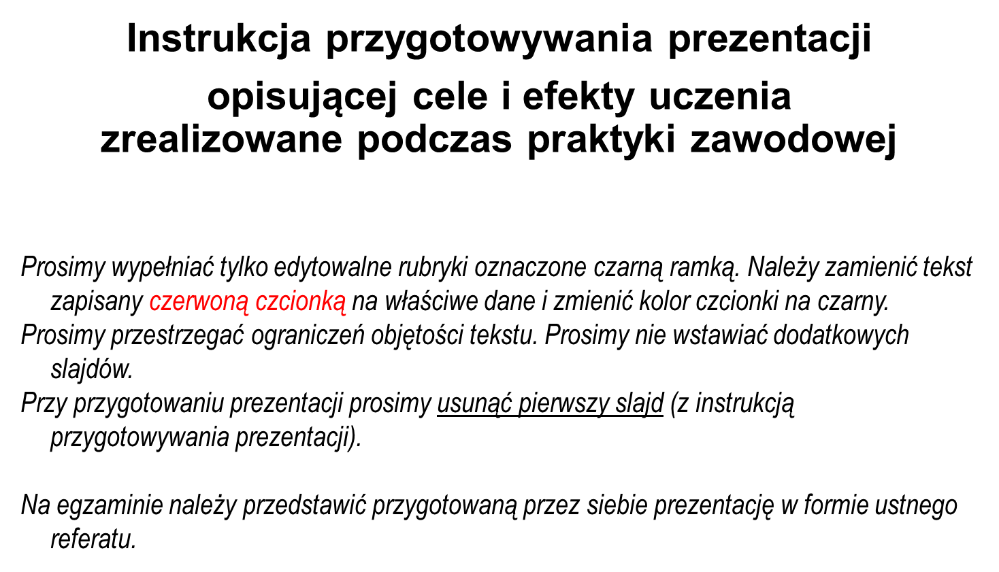 Instrukcja przygotowywania prezentacji
opisującej cele i efekty uczenia
zrealizowane podczas praktyki zawodowej
Prosimy wypełniać tylko edytowalne rubryki oznaczone czarną ramką. Należy zamienić tekst
zapisany czerwoną czcionką na właściwe dane i zmienić kolor czcionki na czarny.
Prosimy przestrzegać ograniczeń objętości tekstu. Prosimy nie wstawiać dodatkowych
slajdów.
Przy przygotowaniu prezentacji prosimy usunąć pierwszy slajd (z instrukcją
przygotowywania prezentacji).
Na egzaminie należy przedstawić przygotowaną przez siebie prezentację w formie ustnego
referatu.